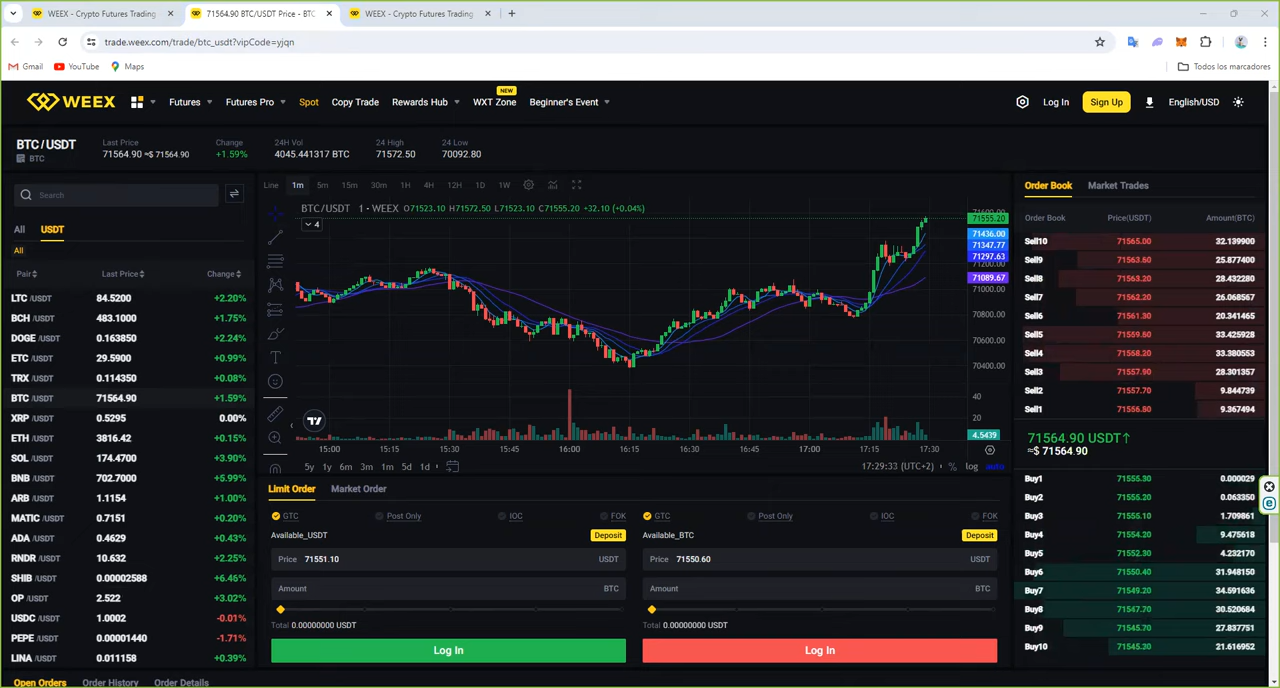 WEEX - Crypto Futures Trading
71564.90 BTC/USDT Price - BTC
WEEX - Crypto Futures Trading
trade.weex.com/trade/btc_usdt?vipCode=yjqn
Gmail YouTube Maps Todos los marcadores
WEEX Futures Futures Pro Spot Copy Trade Rewards Hub WXT Zone NEW Beginner's Event Log In Sign Up English/USD
BTC/USDT
BTC
Last Price
71564.90 ≈$ 71564.90
Change
+1.59%
24H Vol
4045.441317 BTC
24 High
71572.50
24 Low
70092.80
Search
All USDT
All
Pair Last Price Change
LTC /USDT 84.5200 +2.20%
BCH /USDT 483.1000 +1.75%
DOGE /USDT 0.163850 +2.24%
ETC /USDT 29.5900 +0.99%
TRX /USDT 0.114350 +0.08%
BTC /USDT 71564.90 +1.59%
XRP /USDT 0.5295 0.00%
ETH /USDT 3816.42 +0.15%
SOL /USDT 174.4700 +3.90%
BNB /USDT 702.7000 +5.99%
ARB /USDT 1.1154 +1.00%
MATIC /USDT 0.7151 +0.20%
ADA /USDT 0.4629 +0.43%
RNDR /USDT 10.632 +2.25%
SHIB /USDT 0.00002588 +6.46%
OP /USDT 2.522 +3.02%
USDC /USDT 1.0002 -0.01%
PEPE /USDT 0.00001440 -1.71%
LINA /USDT 0.011158 +0.39%
Open Orders Order History Order Details
Line 1m 5m 15m 30m 1H 4H 12H 1D 1W
BTC/USDT · 1 · WEEX O71523.10 H71572.50 L71523.10 C71555.20 +32.10 (+0.04%)
4
71555.20
71436.00
71347.77
71297.63
71200.00
71089.67
71000.00
70800.00
70600.00
70400.00
40
20
4.5439
15:00 15:15 15:30 15:45 16:00 16:15 16:30 16:45 17:00 17:15 17:30
5y 1y 6m 3m 1m 5d 1d 17:29:33 (UTC+2) % log auto
Limit Order Market Order
GTC Post Only IOC FOK
Available_USDT Deposit
Price 71551.10 USDT
Amount BTC
Total 0.00000000 USDT
Log In
GTC Post Only IOC FOK
Available_BTC Deposit
Price 71550.60 USDT
Amount BTC
Total 0.00000000 USDT
Log In
Order Book Market Trades
Order Book Price(USDT) Amount(BTC)
Sell10 71565.00 32.139900
Sell9 71563.60 25.877400
Sell8 71563.20 28.432280
Sell7 71562.20 26.068567
Sell6 71561.30 20.341465
Sell5 71559.60 33.425928
Sell4 71558.20 33.380553
Sell3 71557.90 28.301357
Sell2 71557.70 9.844739
Sell1 71556.80 9.367494
71564.90 USDT↑
≈$ 71564.90
Buy1 71555.30 0.000029
Buy2 71555.20 0.063350
Buy3 71555.10 1.709861
Buy4 71554.20 9.475618
Buy5 71552.30 4.232170
Buy6 71550.40 31.948150
Buy7 71549.20 34.591636
Buy8 71547.70 30.520684
Buy9 71545.70 27.837751
Buy10 71545.30 21.616952